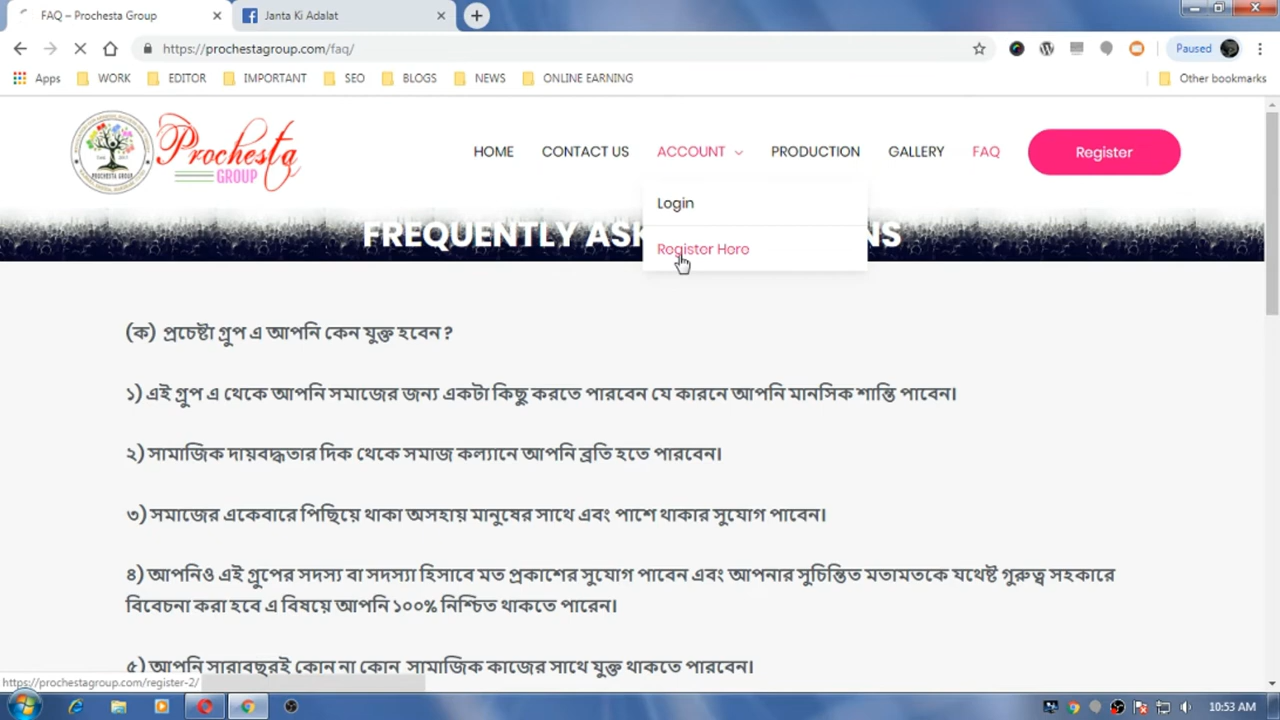 FAQ – Prochesta Group
Janta Ki Adalat
https://prochestagroup.com/faq/
Paused
Apps WORK EDITOR IMPORTANT SEO BLOGS NEWS ONLINE EARNING Other bookmarks
Prochesta
GROUP
PROCHESTA GROUP
HOME CONTACT US ACCOUNT PRODUCTION GALLERY FAQ Register
Login
Register Here
FREQUENTLY ASK NS
(ক) প্রচেষ্টা গ্রুপ এ আপনি কেন যুক্ত হবেন ?
১) এই গ্রুপ এ থেকে আপনি সমাজের জন্য একটা কিছু করতে পারবেন যে কারনে আপনি মানসিক শান্তি পাবেন।
২) সামাজিক দায়বদ্ধতার দিক থেকে সমাজ কল্যানে আপনি ব্রতি হতে পারবেন।
৩) সমাজের একেবারে পিছিয়ে থাকা অসহায় মানুষের সাথে এবং পাশে থাকার সুযোগ পাবেন।
৪) আপনিও এই গ্রুপের সদস্য বা সদস্যা হিসাবে মত প্রকাশের সুযোগ পাবেন এবং আপনার সুচিন্তিত মতামতকে যথেষ্ট গুরুত্ব সহকারে
বিবেচনা করা হবে এ বিষয়ে আপনি ১০০% নিশ্চিত থাকতে পারেন।
৫) আপনি সারাবছরই কোন না কোন সামাজিক কাজের সাথে যুক্ত থাকতে পারবেন।
https://prochestagroup.com/register-2/
10:53 AM